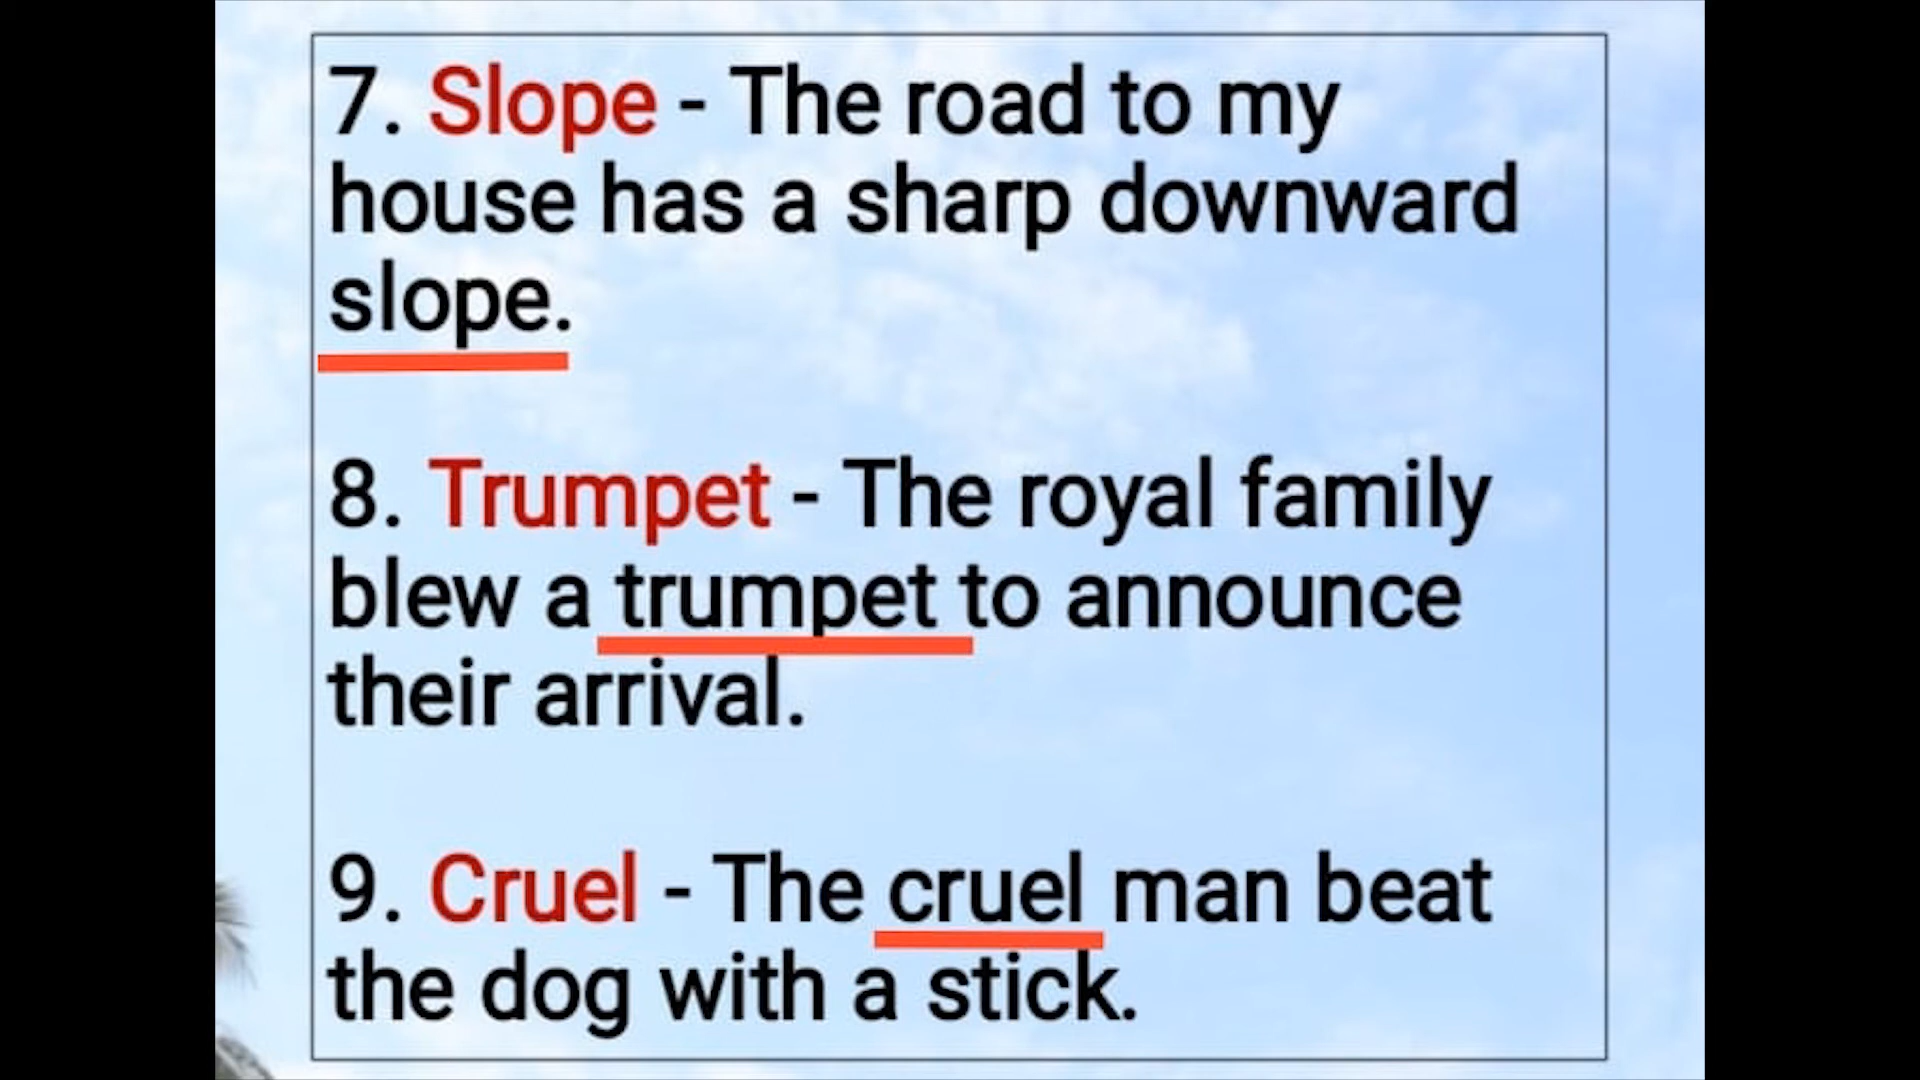 7. Slope - The road to my
house has a sharp downward
slope.
8. Trumpet - The royal family
blew a trumpet to announce
their arrival.
9. Cruel - The cruel man beat
the dog with a stick.